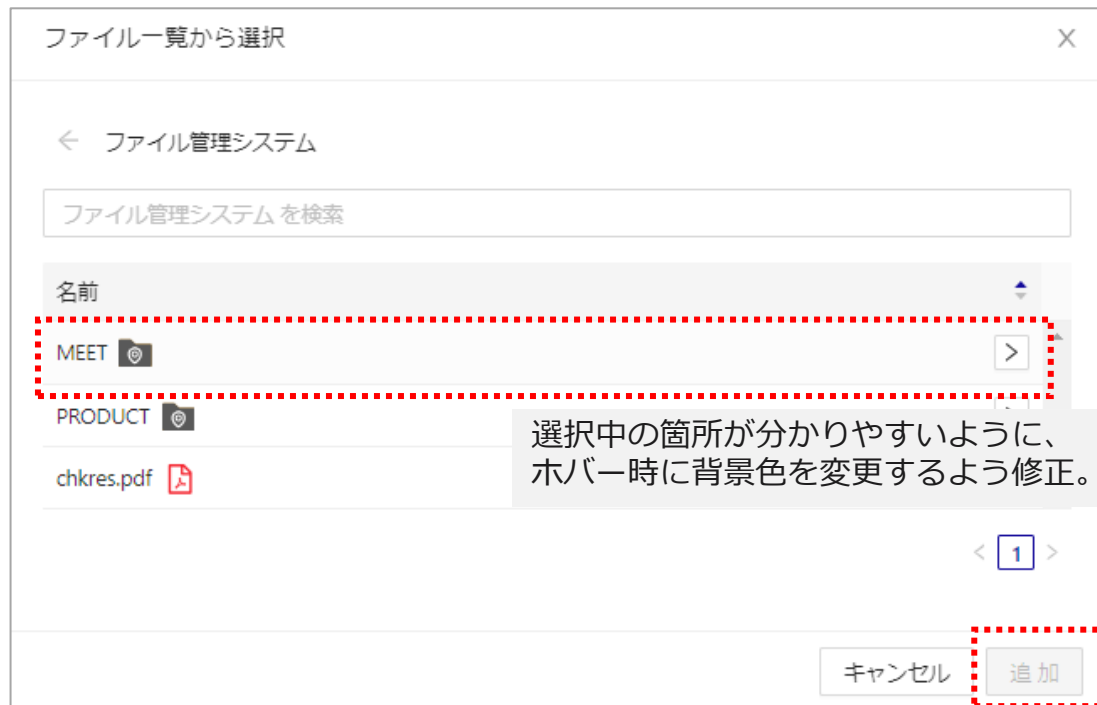 ファイル一覧から選択
ファイル管理システム
ファイル管理システム を検索
名前
MEET
PRODUCT
選択中の箇所が分かりやすいように、
ホバー時に背景色を変更するよう修正。
chkres.pdf
< 1 >
キャンセル 追加